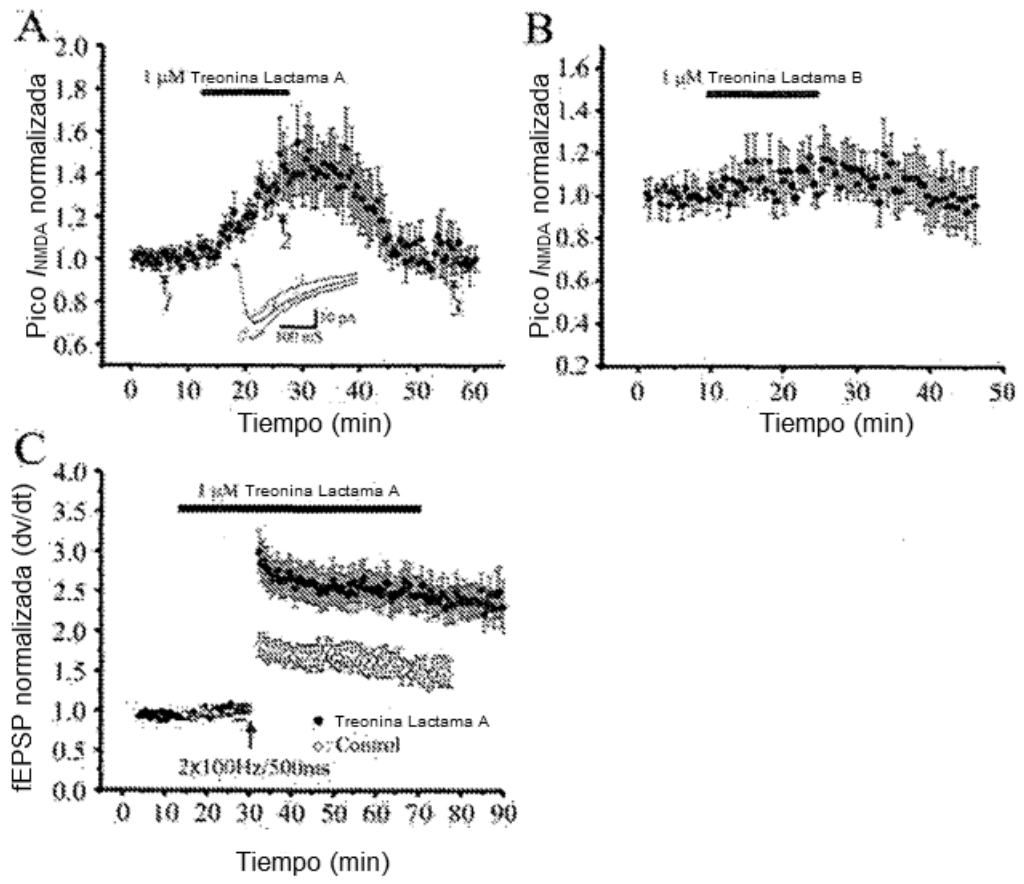 A
1 µM Treonina Lactama A
Pico INMDA normalizada
2.0
1.8
1.6
1.4
1.2
1.0
0.8
0.6
1
2
3
100 mS
0 10 20 30 40 50 60
Tiempo (min)
B
1 µM Treonina Lactama B
Pico INMDA normalizada
1.6
1.4
1.2
1.0
0.8
0.6
0.4
0.2
0 10 20 30 40 50
Tiempo (min)
C
1 µM Treonina Lactama A
fEPSP normalizada (dv/dt)
4.0
3.5
3.0
2.5
2.0
1.5
1.0
0.5
0.0
Treonina Lactama A
Control
2x100Hz/500ms
0 10 20 30 40 50 60 70 80 90
Tiempo (min)